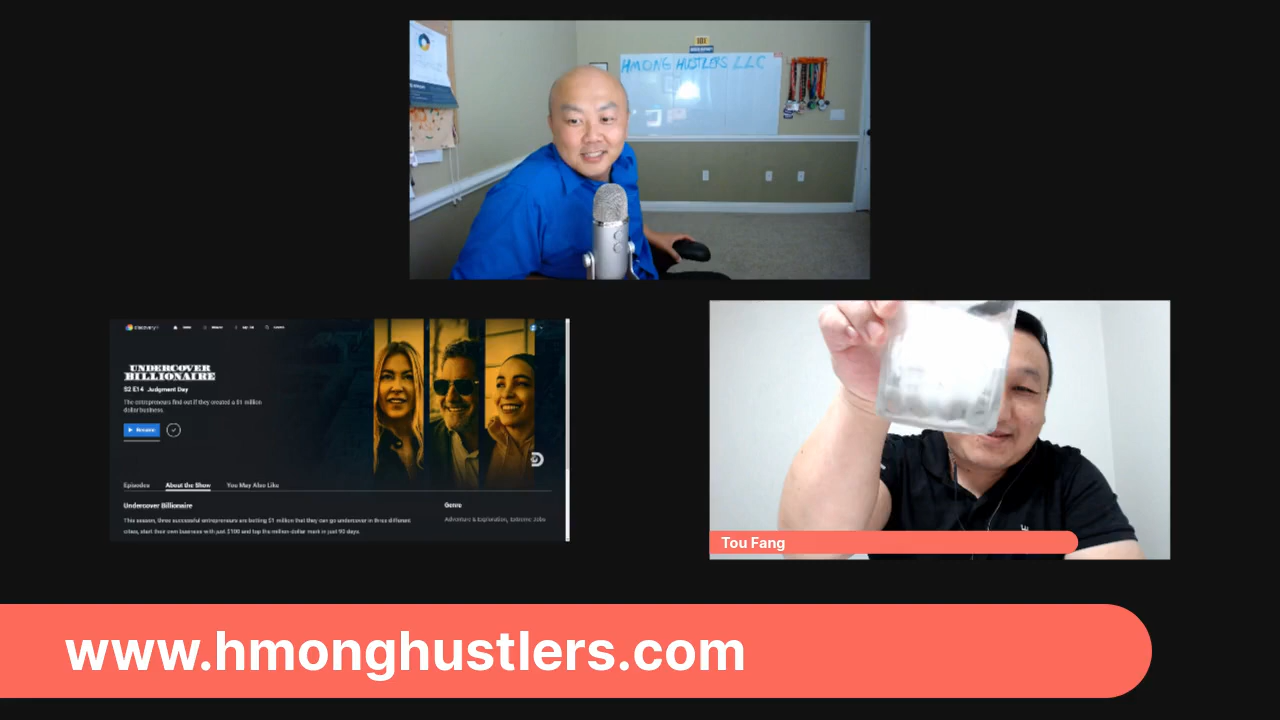 HMONG HUSTLERS LLC
discovery+
UNDERCOVER
BILLIONAIRE
S2 E14 Judgment Day
The entrepreneurs find out if they created a $1 million
dollar business.
Resume
Episodes About the Show You May Also Like
Undercover Billionaire Genre
This season, three successful entrepreneurs are betting $1 million that they can go undercover in three different Adventure & Exploration, Extreme Jobs
cities, start their own business with just $100 and top the million-dollar mark in just 90 days.
Tou Fang
www.hmonghustlers.com